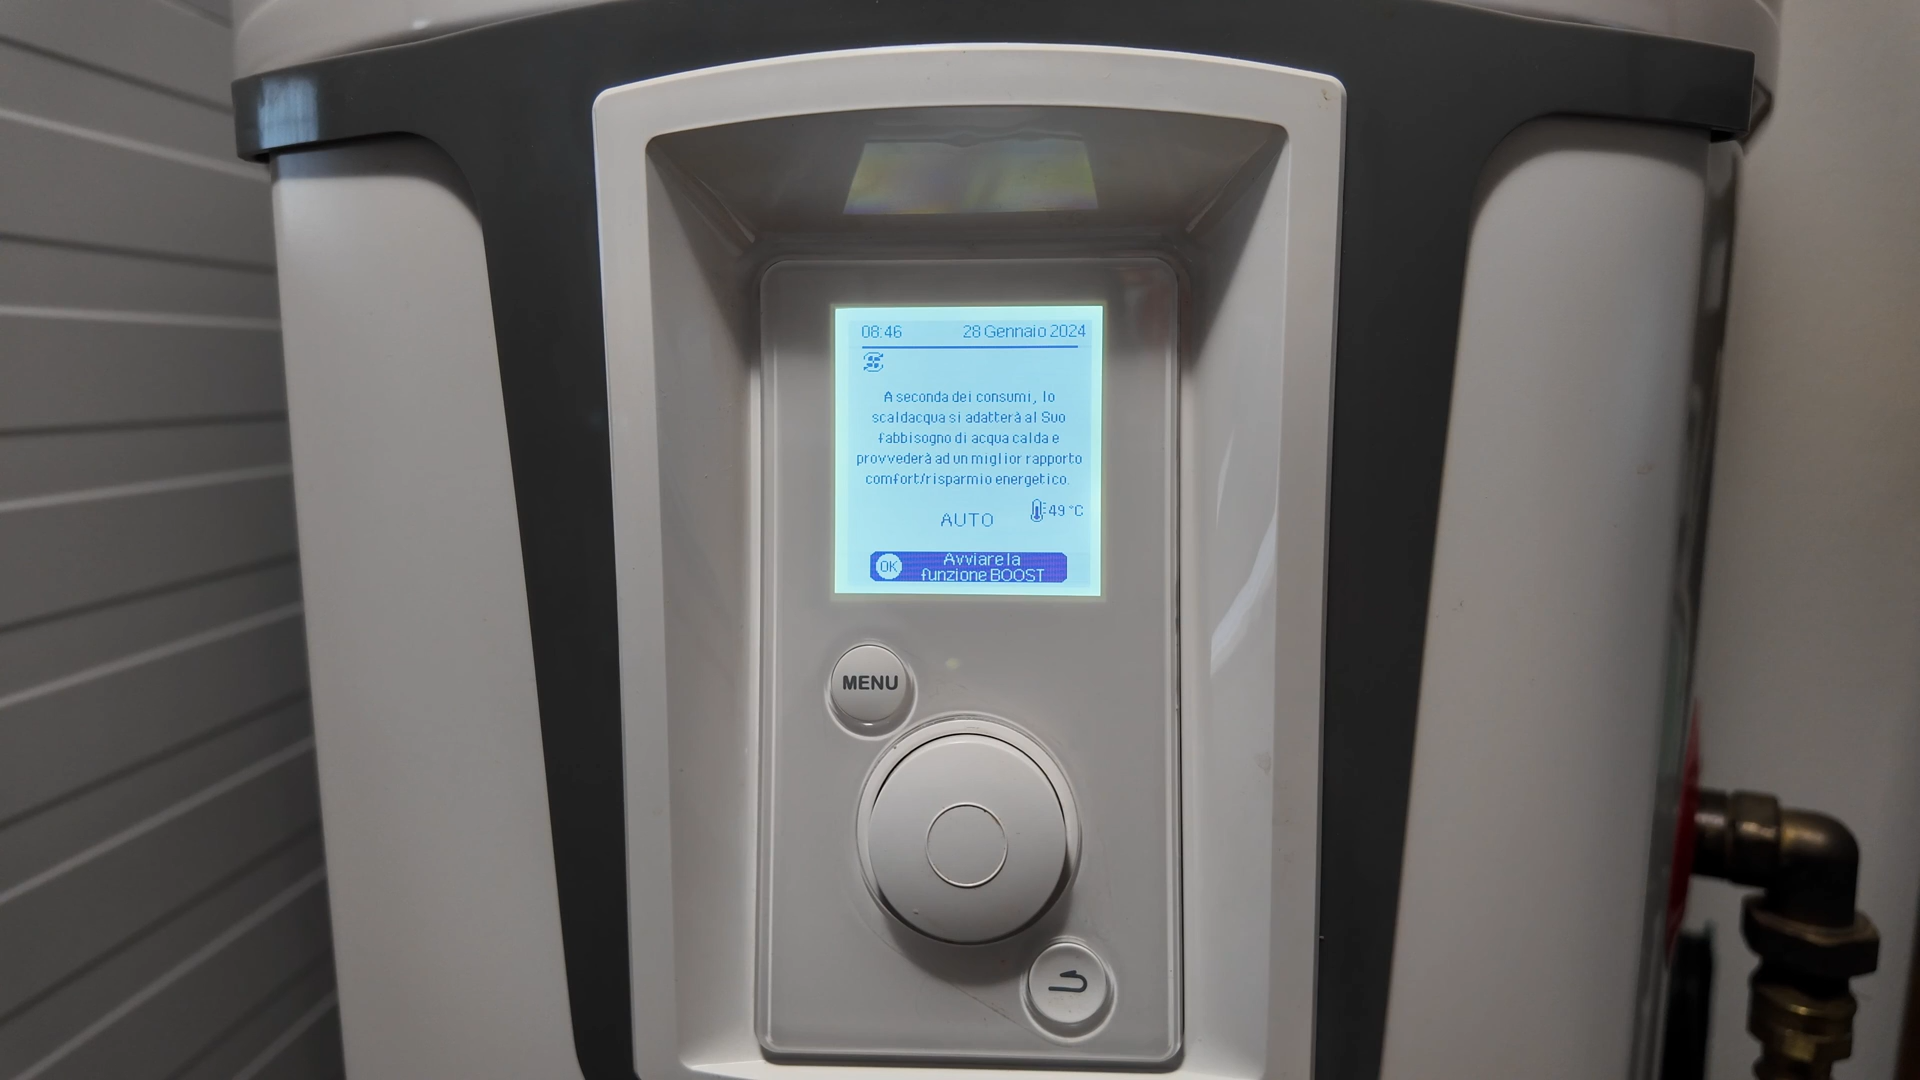 08:46 28 Gennaio 2024
A seconda dei consumi, lo
scaldacqua si adatterà al Suo
fabbisogno di acqua calda e
provvederà ad un miglior rapporto
comfort/risparmio energetico.
49 °C
AUTO
OK Avviare la
funzione BOOST
MENU